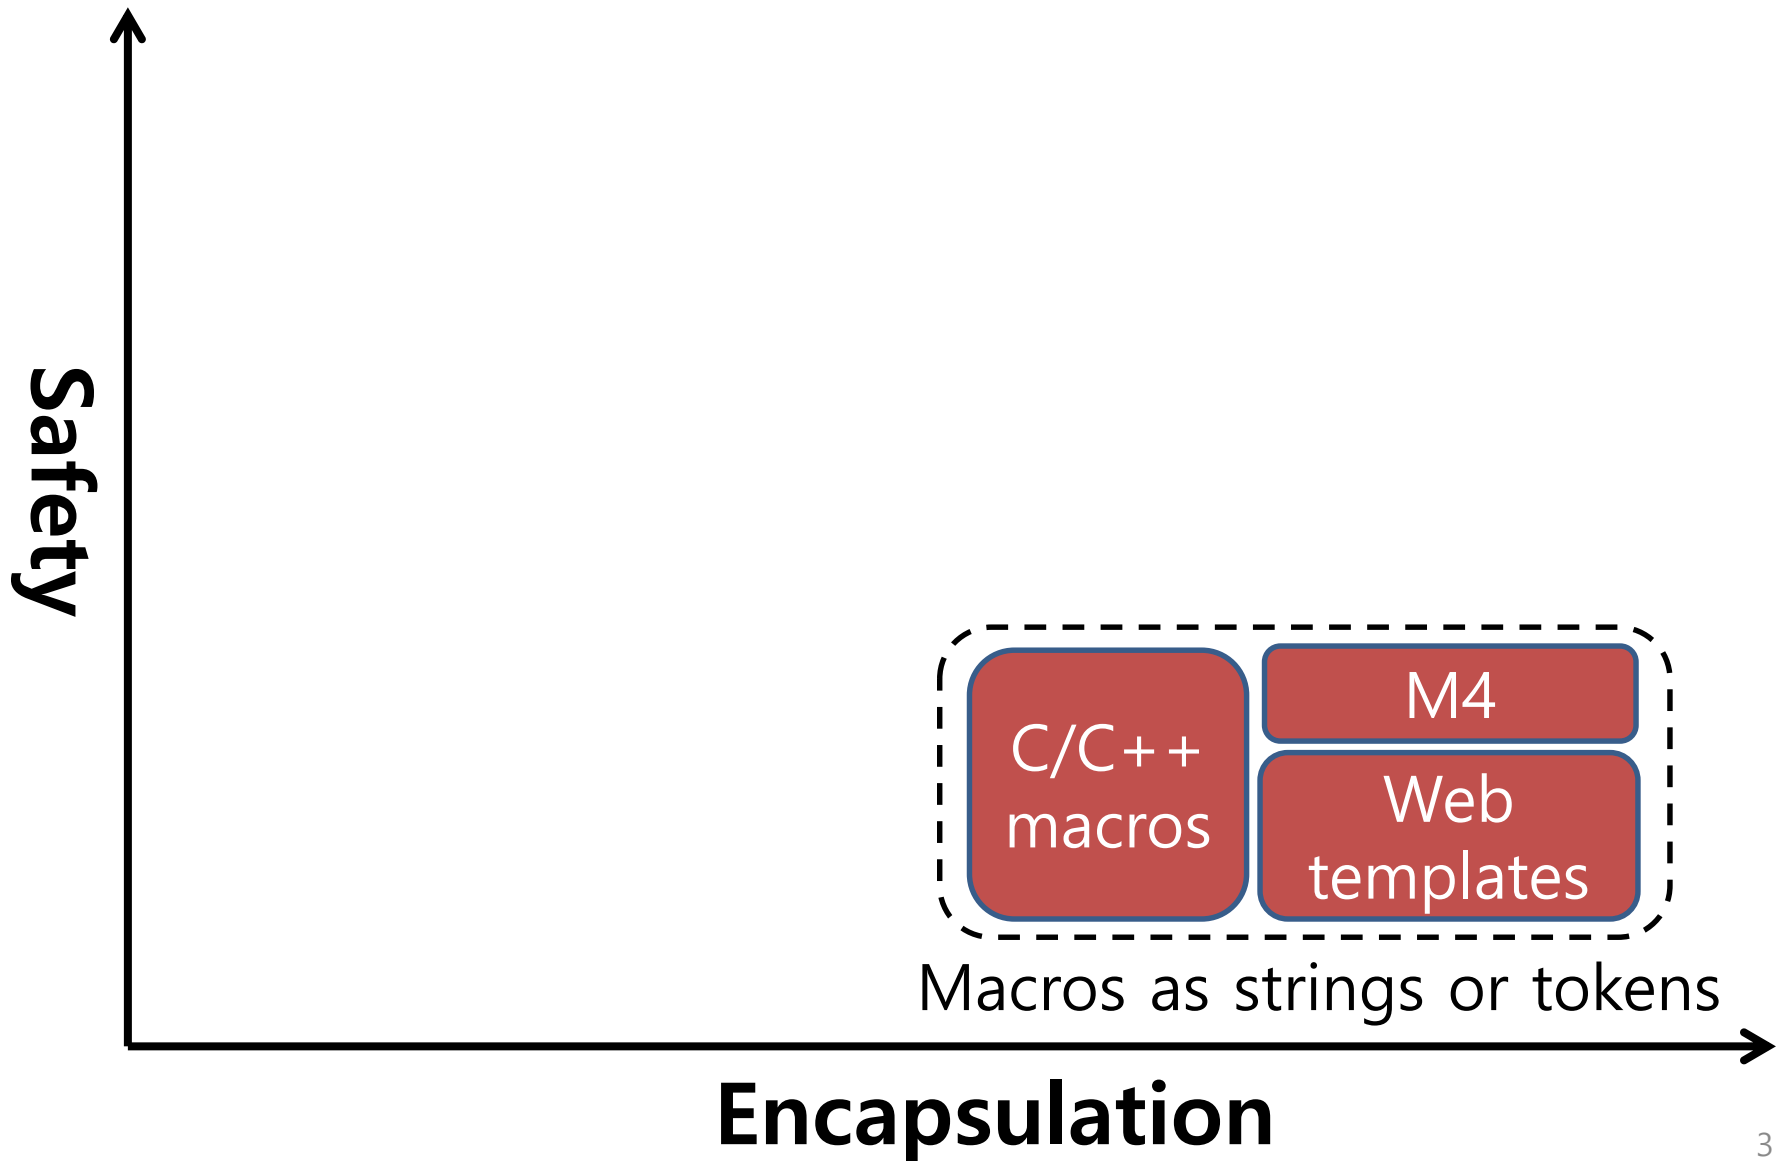 Safety
C/C++
macros
M4
Web
templates
Macros as strings or tokens
Encapsulation
3